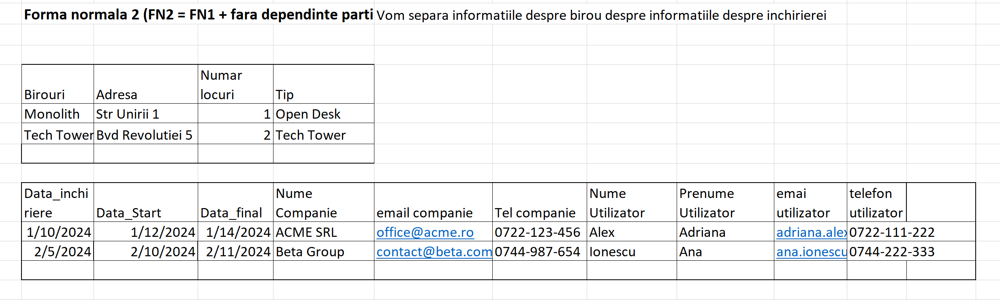 Forma normala 2 (FN2 = FN1 + fara dependinte parti Vom separa informatiile despre birou despre informatiile despre inchirierei
Birouri Adresa Numar locuri Tip
Monolith Str Unirii 1 1 Open Desk
Tech Tower Bvd Revolutiei 5 2 Tech Tower
Data_inchiriere Data_Start Data_final Nume Companie email companie Tel companie Nume Utilizator Prenume Utilizator emai utilizator telefon utilizator
1/10/2024 1/12/2024 1/14/2024 ACME SRL office@acme.ro 0722-123-456 Alex Adriana adriana.alex 0722-111-222
2/5/2024 2/10/2024 2/11/2024 Beta Group contact@beta.com 0744-987-654 Ionescu Ana ana.ionescu 0744-222-333